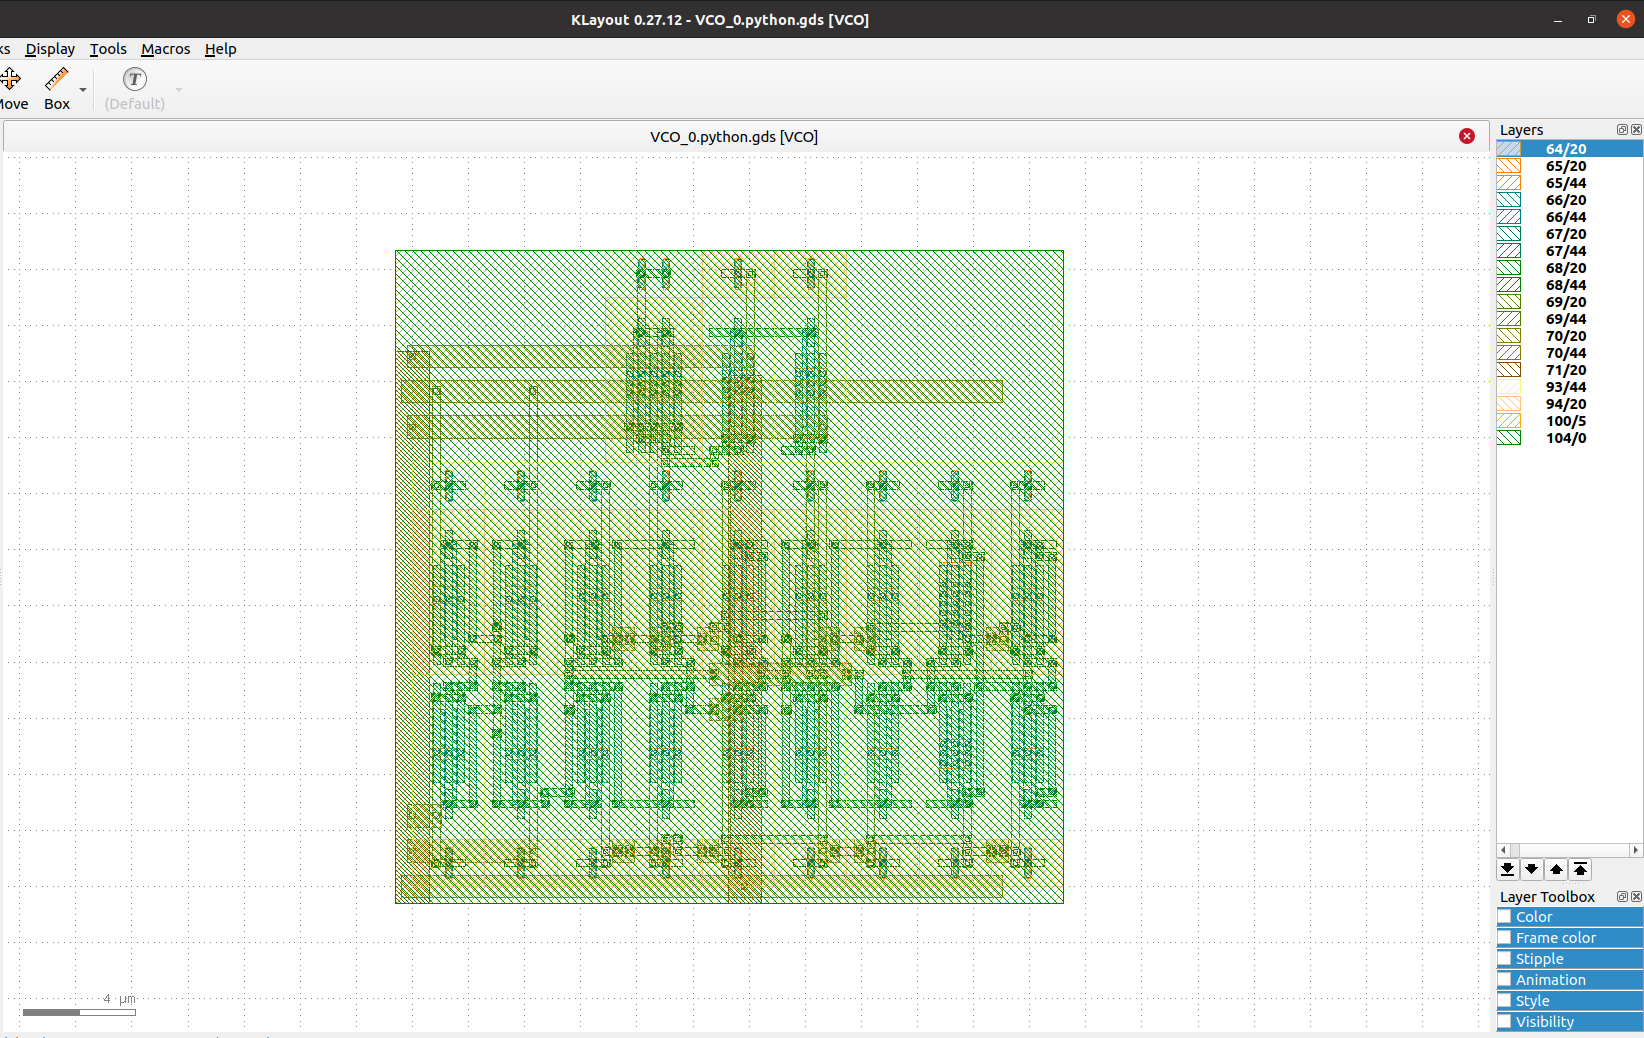 KLayout 0.27.12 - VCO_0.python.gds [VCO]
ks Display Tools Macros Help
Move Box (Default)
T
VCO_0.python.gds [VCO]
Layers
64/20
65/20
65/44
66/20
66/44
67/20
67/44
68/20
68/44
69/20
69/44
70/20
70/44
71/20
93/44
94/20
100/5
104/0
Layer Toolbox
Color
Frame color
Stipple
Animation
Style
Visibility
4 µm